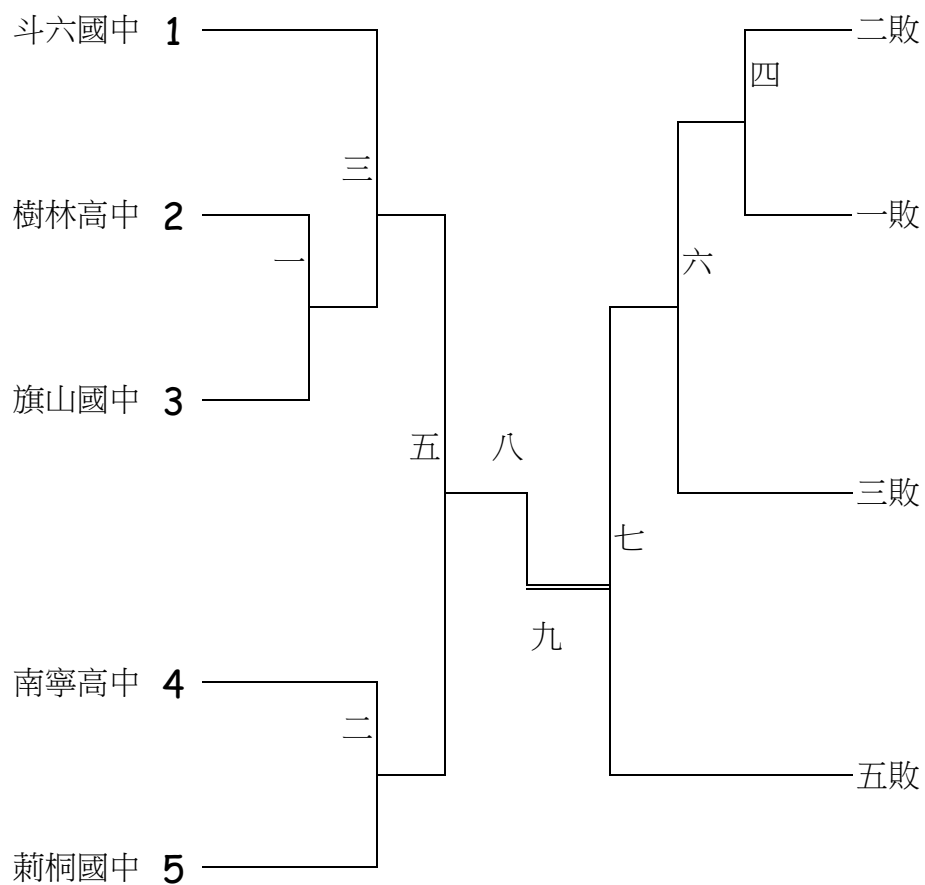 斗六國中 1
二敗
四
三
樹林高中 2
一敗
一
六
旗山國中 3
五
八
三敗
七
九
南寧高中 4
二
五敗
莿桐國中 5